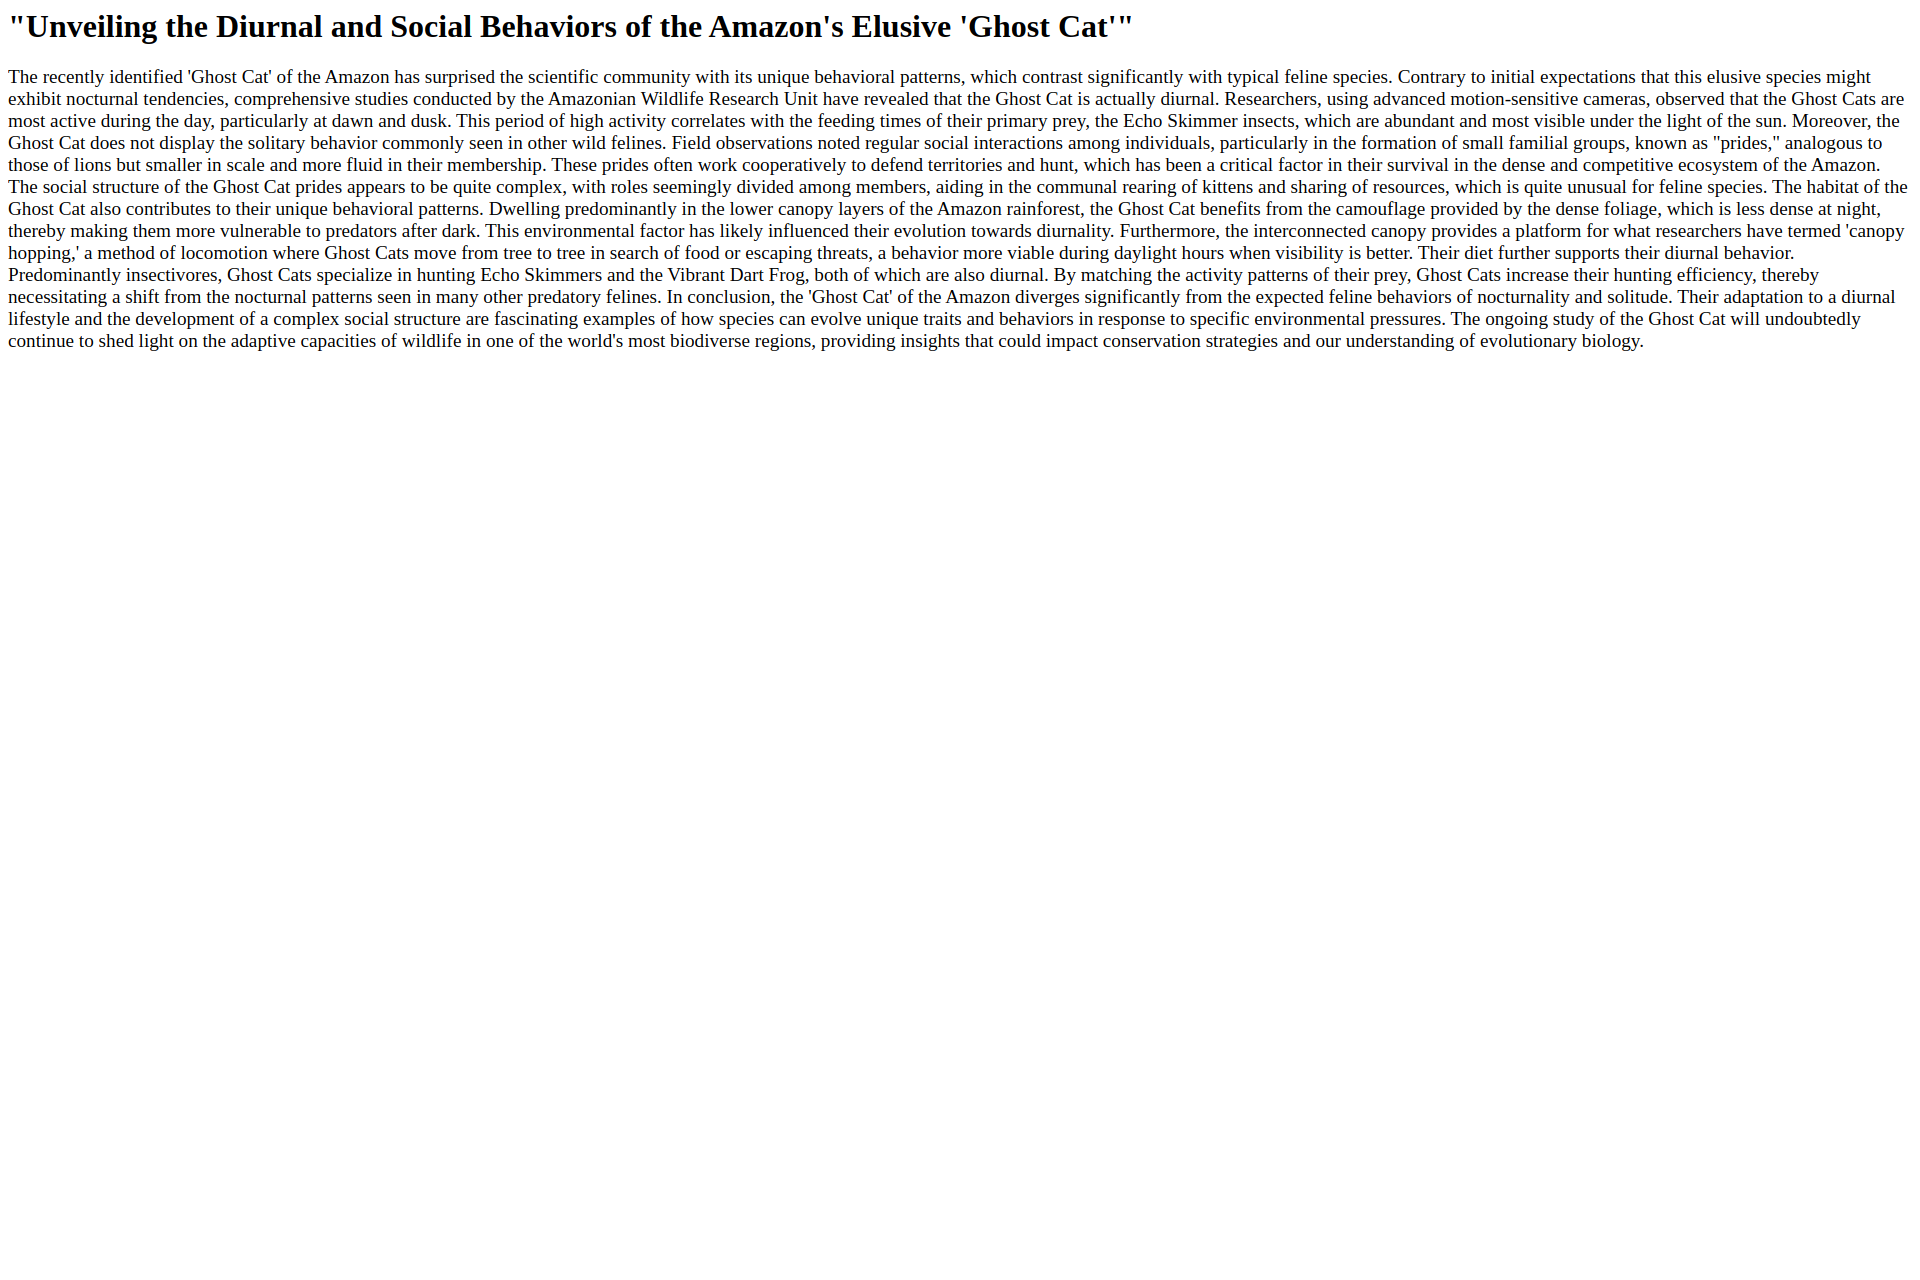 "Unveiling the Diurnal and Social Behaviors of the Amazon's Elusive 'Ghost Cat'"
The recently identified 'Ghost Cat' of the Amazon has surprised the scientific community with its unique behavioral patterns, which contrast significantly with typical feline species. Contrary to initial expectations that this elusive species might
exhibit nocturnal tendencies, comprehensive studies conducted by the Amazonian Wildlife Research Unit have revealed that the Ghost Cat is actually diurnal. Researchers, using advanced motion-sensitive cameras, observed that the Ghost Cats are
most active during the day, particularly at dawn and dusk. This period of high activity correlates with the feeding times of their primary prey, the Echo Skimmer insects, which are abundant and most visible under the light of the sun. Moreover, the
Ghost Cat does not display the solitary behavior commonly seen in other wild felines. Field observations noted regular social interactions among individuals, particularly in the formation of small familial groups, known as "prides," analogous to
those of lions but smaller in scale and more fluid in their membership. These prides often work cooperatively to defend territories and hunt, which has been a critical factor in their survival in the dense and competitive ecosystem of the Amazon.
The social structure of the Ghost Cat prides appears to be quite complex, with roles seemingly divided among members, aiding in the communal rearing of kittens and sharing of resources, which is quite unusual for feline species. The habitat of the
Ghost Cat also contributes to their unique behavioral patterns. Dwelling predominantly in the lower canopy layers of the Amazon rainforest, the Ghost Cat benefits from the camouflage provided by the dense foliage, which is less dense at night,
thereby making them more vulnerable to predators after dark. This environmental factor has likely influenced their evolution towards diurnality. Furthermore, the interconnected canopy provides a platform for what researchers have termed 'canopy
hopping,' a method of locomotion where Ghost Cats move from tree to tree in search of food or escaping threats, a behavior more viable during daylight hours when visibility is better. Their diet further supports their diurnal behavior.
Predominantly insectivores, Ghost Cats specialize in hunting Echo Skimmers and the Vibrant Dart Frog, both of which are also diurnal. By matching the activity patterns of their prey, Ghost Cats increase their hunting efficiency, thereby
necessitating a shift from the nocturnal patterns seen in many other predatory felines. In conclusion, the 'Ghost Cat' of the Amazon diverges significantly from the expected feline behaviors of nocturnality and solitude. Their adaptation to a diurnal
lifestyle and the development of a complex social structure are fascinating examples of how species can evolve unique traits and behaviors in response to specific environmental pressures. The ongoing study of the Ghost Cat will undoubtedly
continue to shed light on the adaptive capacities of wildlife in one of the world's most biodiverse regions, providing insights that could impact conservation strategies and our understanding of evolutionary biology.